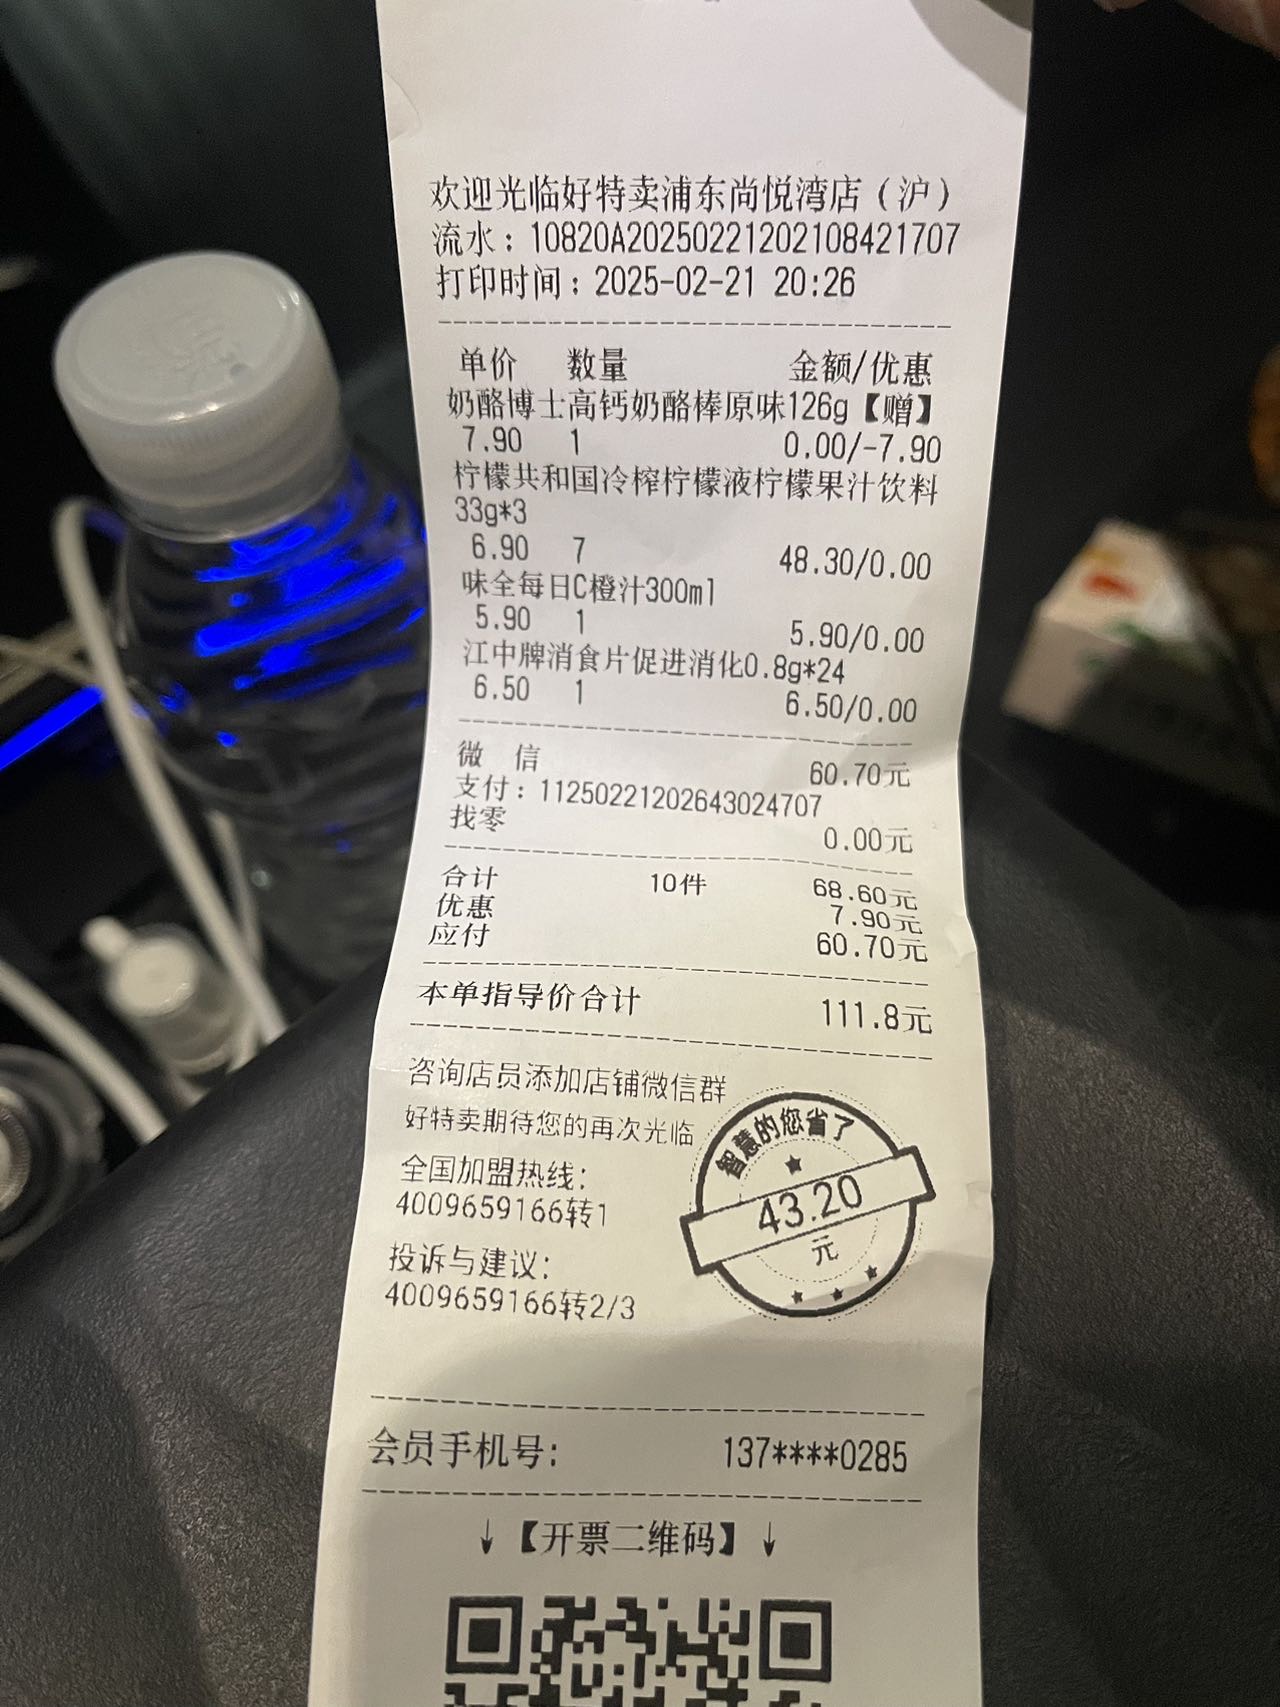 欢迎光临好特卖浦东尚悦湾店（沪）
流水：10820A20250221202108421707
打印时间：2025-02-21 20:26
单价 数量 金额/优惠
奶酪博士高钙奶酪棒原味126g【赠】
7.90 1 0.00/-7.90
柠檬共和国冷榨柠檬液柠檬果汁饮料
33g*3
6.90 7 48.30/0.00
味全每日C橙汁300ml
5.90 1 5.90/0.00
江中牌消食片促进消化0.8g*24
6.50 1 6.50/0.00
微 信 60.70元
支付：11250221202643024707
找零 0.00元
合计 10件 68.60元
优惠 7.90元
应付 60.70元
本单指导价合计 111.8元
咨询店员添加店铺微信群
好特卖期待您的再次光临
智慧的您省了
43.20
元
全国加盟热线：
4009659166转1
投诉与建议：
4009659166转2/3
会员手机号： 137****0285
↓【开票二维码】↓